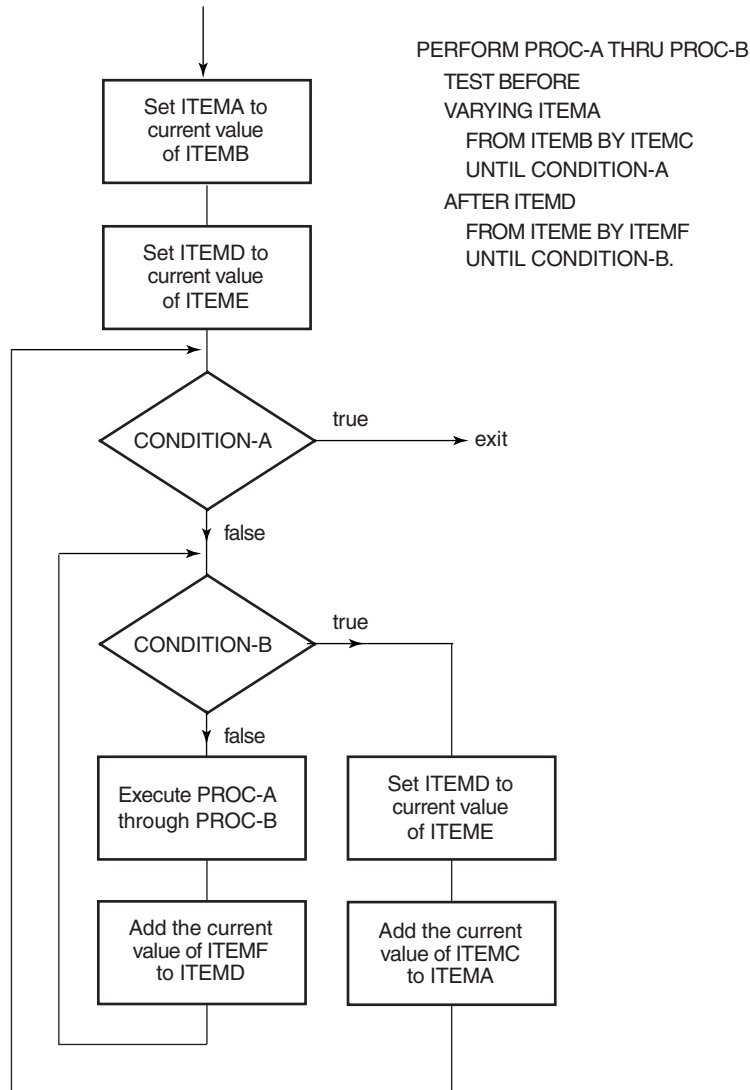 PERFORM PROC-A THRU PROC-B
TEST BEFORE
VARYING ITEMA
FROM ITEMB BY ITEMC
UNTIL CONDITION-A
AFTER ITEMD
FROM ITEME BY ITEMF
UNTIL CONDITION-B.
Set ITEMA to
current value
of ITEMB
Set ITEMD to
current value
of ITEME
CONDITION-A
true
exit
false
CONDITION-B
true
false
Execute PROC-A
through PROC-B
Set ITEMD to
current value
of ITEME
Add the current
value of ITEMF
to ITEMD
Add the current
value of ITEMC
to ITEMA